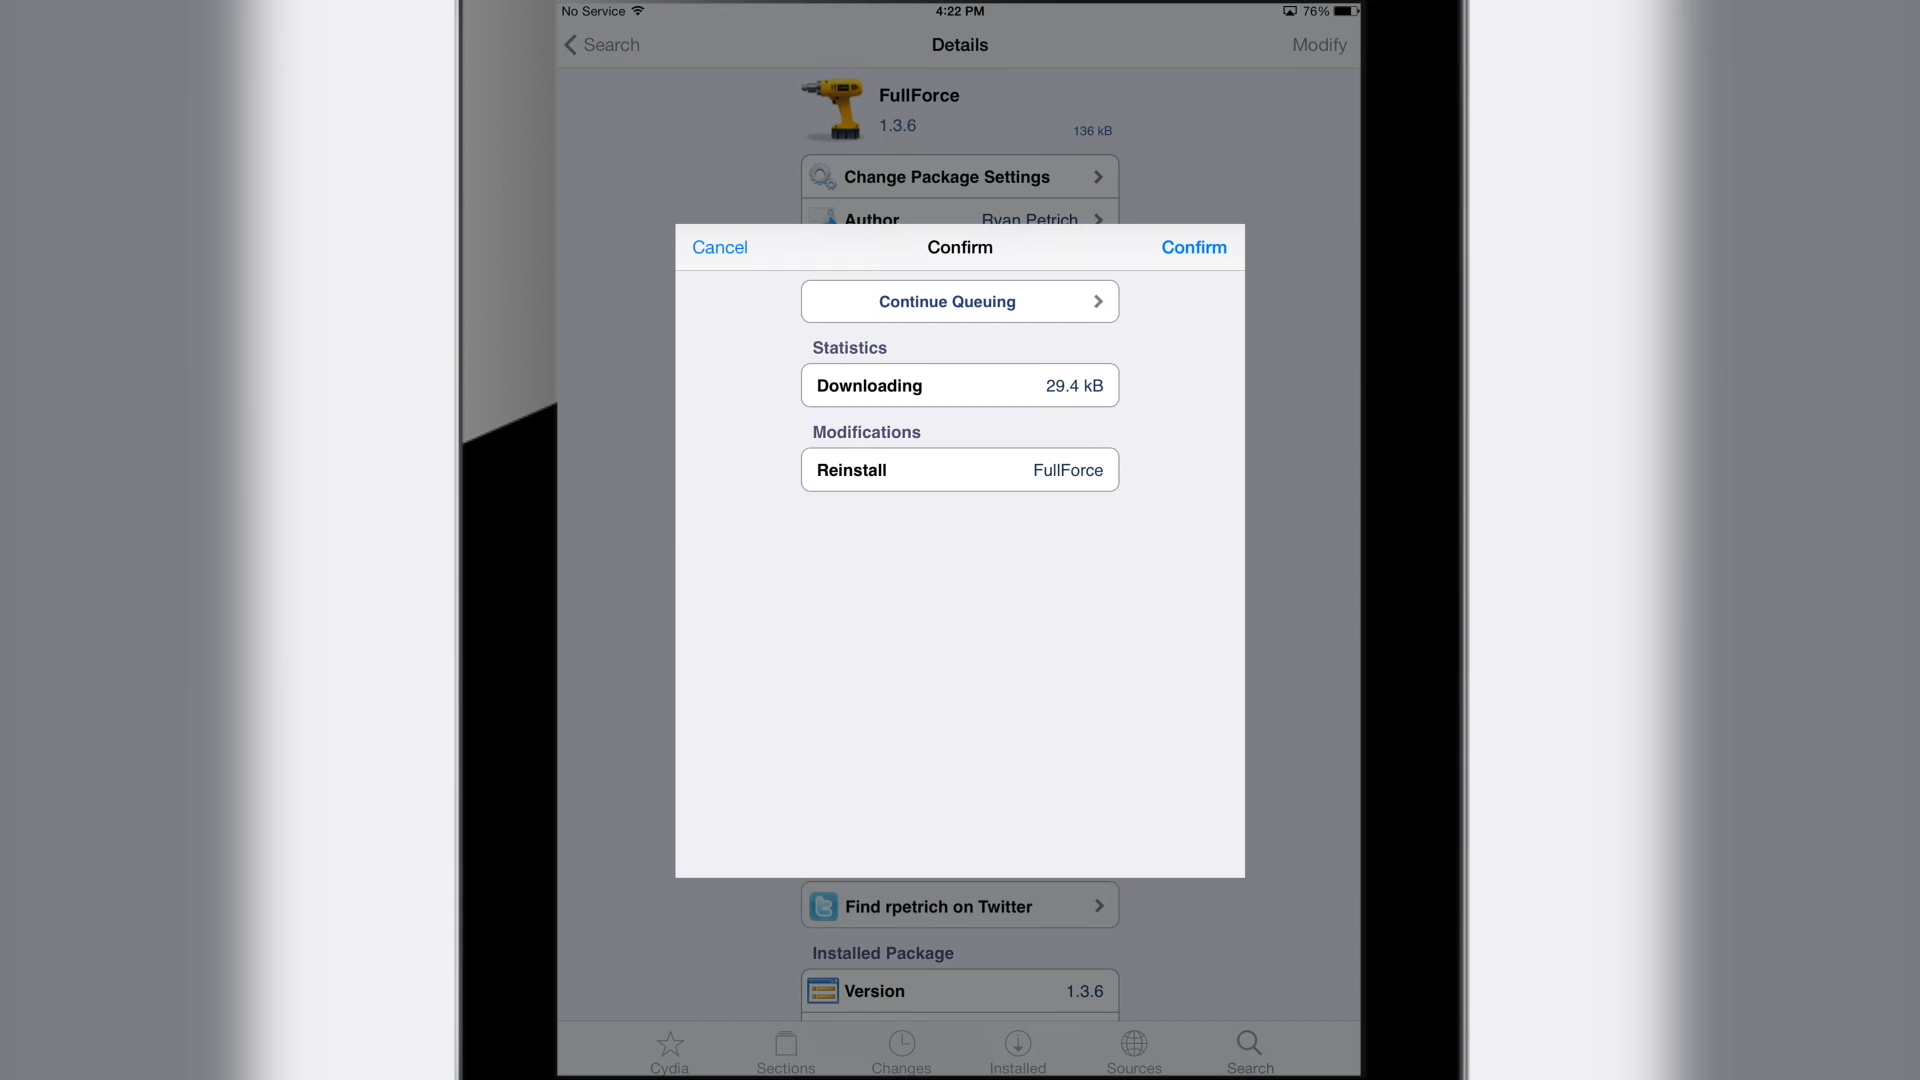 No Service 4:22 PM 76%
Search Details Modify
FullForce
1.3.6 136 kB
Change Package Settings
Author Ryan Petrich
Cancel Confirm Confirm
Continue Queuing
Statistics
Downloading 29.4 kB
Modifications
Reinstall FullForce
Find rpetrich on Twitter
Installed Package
Version 1.3.6
Cydia Sections Changes Installed Sources Search